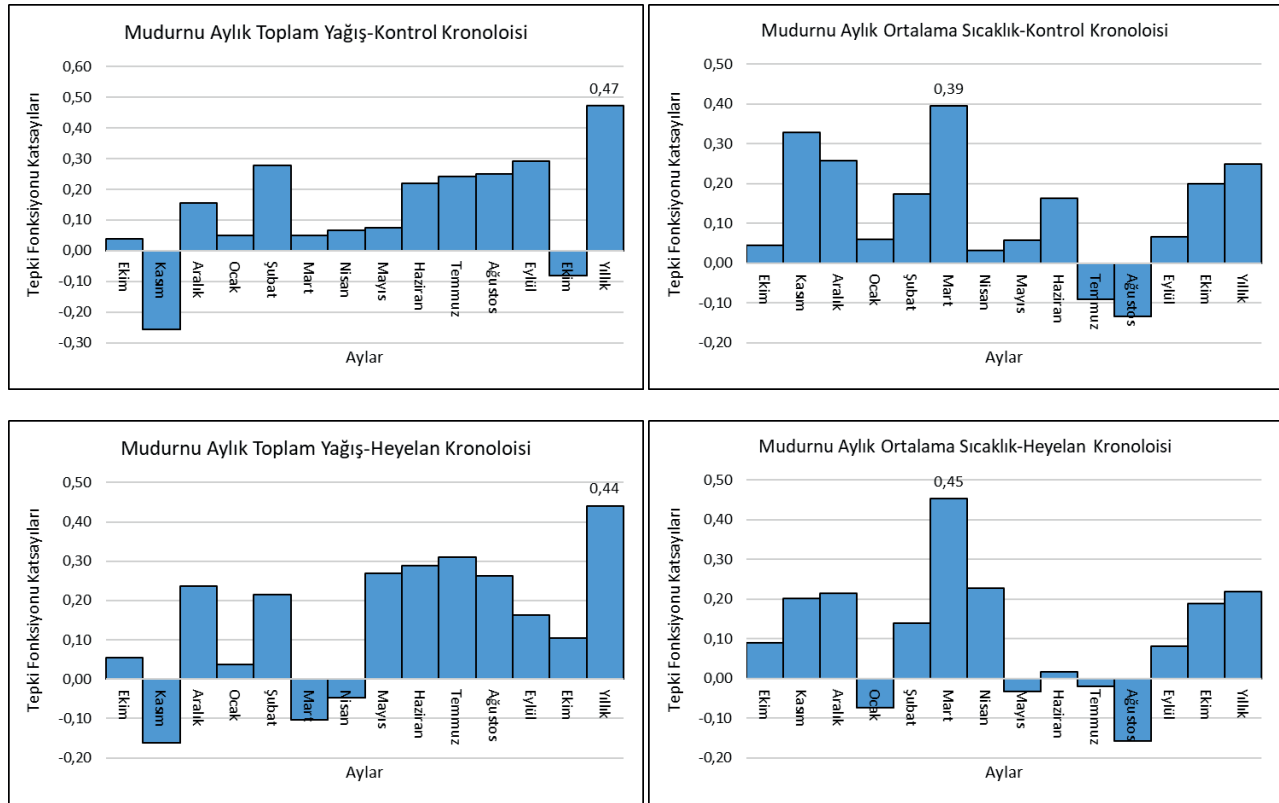 Mudurnu Aylık Toplam Yağış-Kontrol Kronoloisi
Tepki Fonksiyonu Katsayıları
0,60
0,50
0,40
0,30
0,20
0,10
0,00
-0,10
-0,20
-0,30
0,47
Ekim
Kasım
Aralık
Ocak
Şubat
Mart
Nisan
Mayıs
Haziran
Temmuz
Ağustos
Eylül
Ekim
Yıllık
Aylar
Mudurnu Aylık Ortalama Sıcaklık-Kontrol Kronoloisi
Tepki Fonksiyonu Katsayıları
0,50
0,40
0,30
0,20
0,10
0,00
-0,10
-0,20
0,39
Ekim
Kasım
Aralık
Ocak
Şubat
Mart
Nisan
Mayıs
Haziran
Temmuz
Ağustos
Eylül
Ekim
Yıllık
Aylar
Mudurnu Aylık Toplam Yağış-Heyelan Kronoloisi
Tepki Fonksiyonu Katsayıları
0,50
0,40
0,30
0,20
0,10
0,00
-0,10
-0,20
0,44
Ekim
Kasım
Aralık
Ocak
Şubat
Mart
Nisan
Mayıs
Haziran
Temmuz
Ağustos
Eylül
Ekim
Yıllık
Aylar
Mudurnu Aylık Ortalama Sıcaklık-Heyelan Kronoloisi
Tepki Fonksiyonu Katsayıları
0,50
0,40
0,30
0,20
0,10
0,00
-0,10
-0,20
0,45
Ekim
Kasım
Aralık
Ocak
Şubat
Mart
Nisan
Mayıs
Haziran
Temmuz
Ağustos
Eylül
Ekim
Yıllık
Aylar